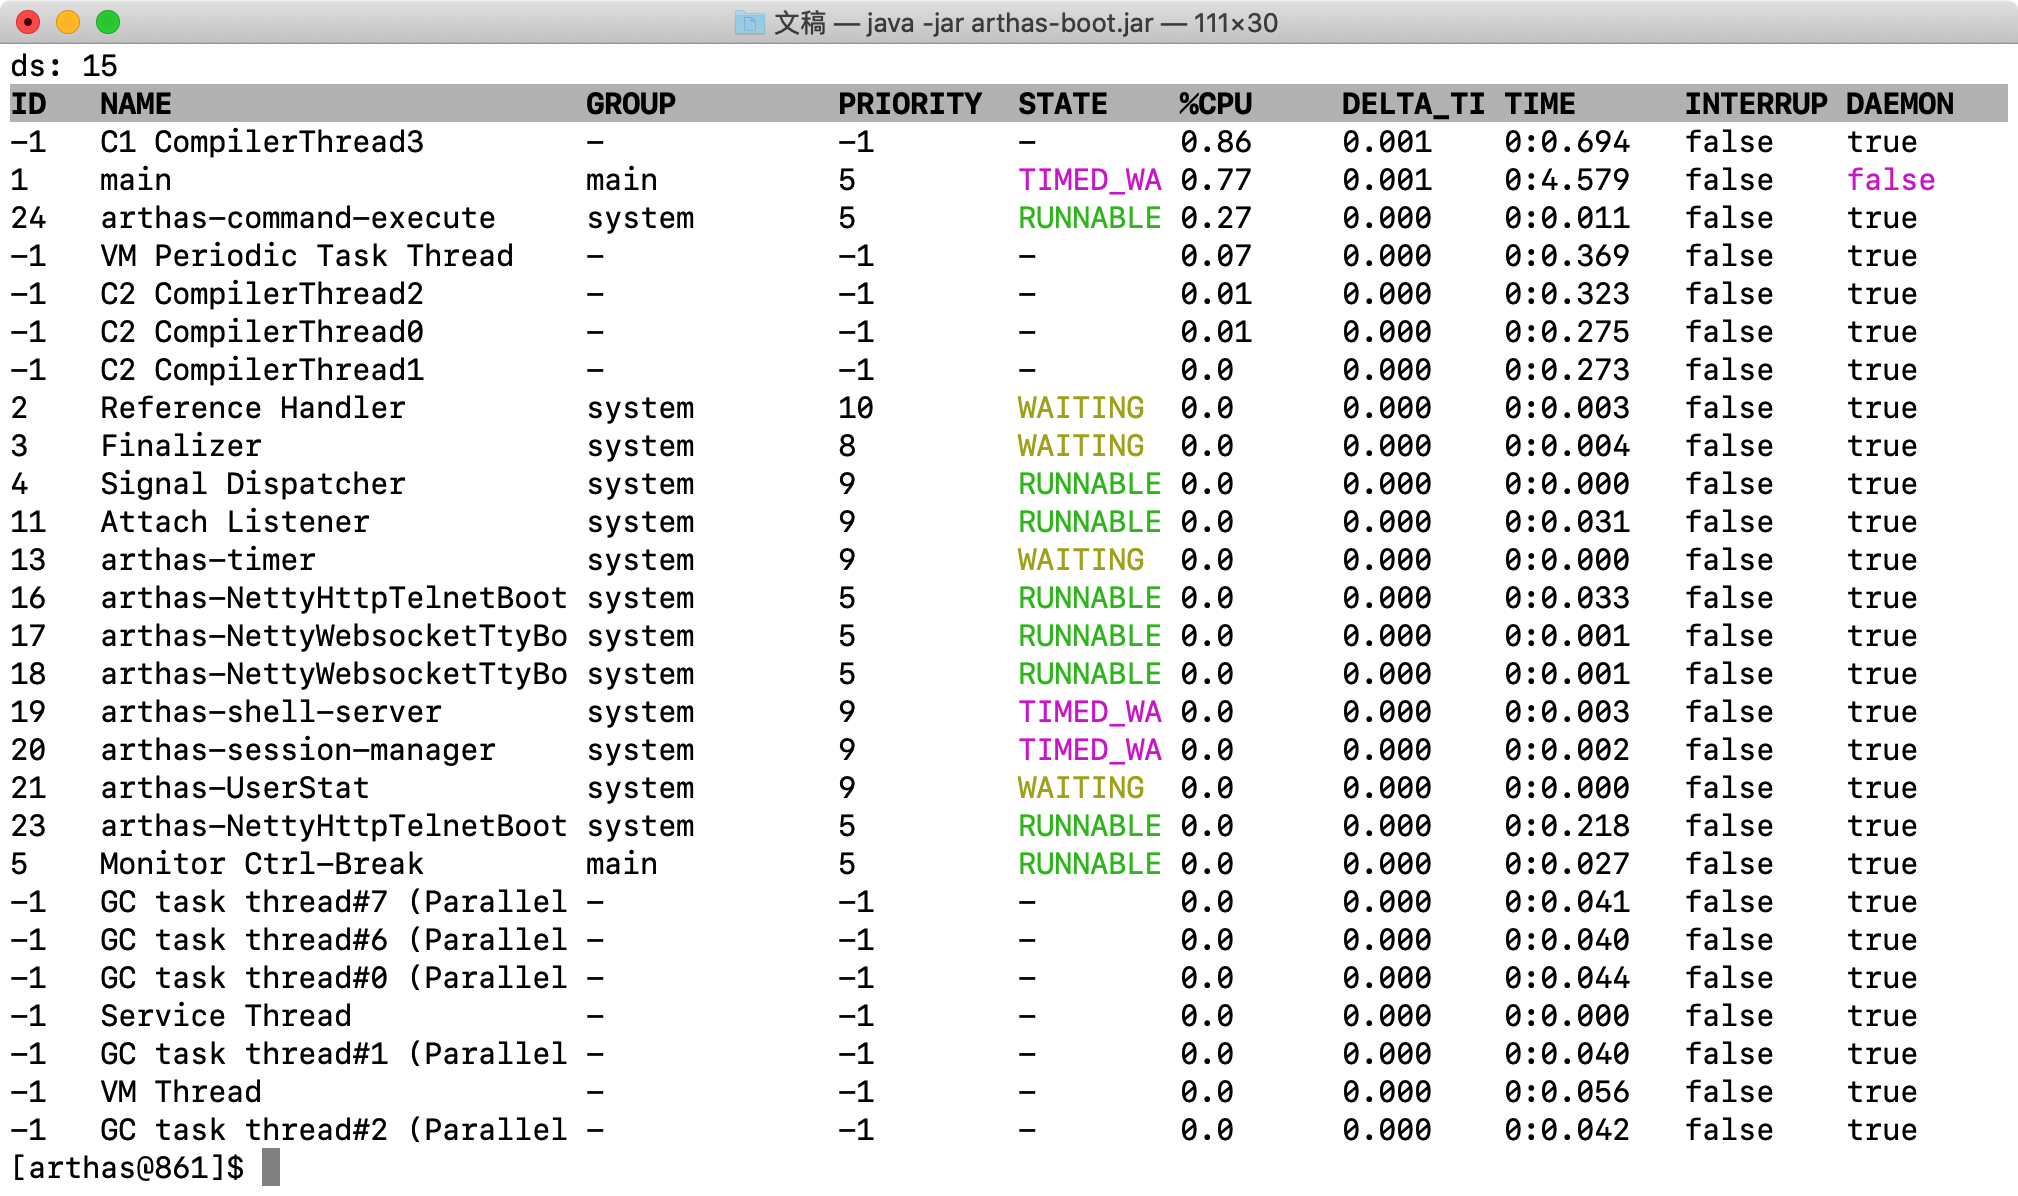 文稿 — java -jar arthas-boot.jar — 111×30
ds: 15
ID NAME GROUP PRIORITY STATE %CPU DELTA_TI TIME INTERRUP DAEMON
-1 C1 CompilerThread3 - -1 - 0.86 0.001 0:0.694 false true
1 main main 5 TIMED_WA 0.77 0.001 0:4.579 false false
24 arthas-command-execute system 5 RUNNABLE 0.27 0.000 0:0.011 false true
-1 VM Periodic Task Thread - -1 - 0.07 0.000 0:0.369 false true
-1 C2 CompilerThread2 - -1 - 0.01 0.000 0:0.323 false true
-1 C2 CompilerThread0 - -1 - 0.01 0.000 0:0.275 false true
-1 C2 CompilerThread1 - -1 - 0.0 0.000 0:0.273 false true
2 Reference Handler system 10 WAITING 0.0 0.000 0:0.003 false true
3 Finalizer system 8 WAITING 0.0 0.000 0:0.004 false true
4 Signal Dispatcher system 9 RUNNABLE 0.0 0.000 0:0.000 false true
11 Attach Listener system 9 RUNNABLE 0.0 0.000 0:0.031 false true
13 arthas-timer system 9 WAITING 0.0 0.000 0:0.000 false true
16 arthas-NettyHttpTelnetBoot system 5 RUNNABLE 0.0 0.000 0:0.033 false true
17 arthas-NettyWebsocketTtyBo system 5 RUNNABLE 0.0 0.000 0:0.001 false true
18 arthas-NettyWebsocketTtyBo system 5 RUNNABLE 0.0 0.000 0:0.001 false true
19 arthas-shell-server system 9 TIMED_WA 0.0 0.000 0:0.003 false true
20 arthas-session-manager system 9 TIMED_WA 0.0 0.000 0:0.002 false true
21 arthas-UserStat system 9 WAITING 0.0 0.000 0:0.000 false true
23 arthas-NettyHttpTelnetBoot system 5 RUNNABLE 0.0 0.000 0:0.218 false true
5 Monitor Ctrl-Break main 5 RUNNABLE 0.0 0.000 0:0.027 false true
-1 GC task thread#7 (Parallel - -1 - 0.0 0.000 0:0.041 false true
-1 GC task thread#6 (Parallel - -1 - 0.0 0.000 0:0.040 false true
-1 GC task thread#0 (Parallel - -1 - 0.0 0.000 0:0.044 false true
-1 Service Thread - -1 - 0.0 0.000 0:0.000 false true
-1 GC task thread#1 (Parallel - -1 - 0.0 0.000 0:0.040 false true
-1 VM Thread - -1 - 0.0 0.000 0:0.056 false true
-1 GC task thread#2 (Parallel - -1 - 0.0 0.000 0:0.042 false true
[arthas@861]$